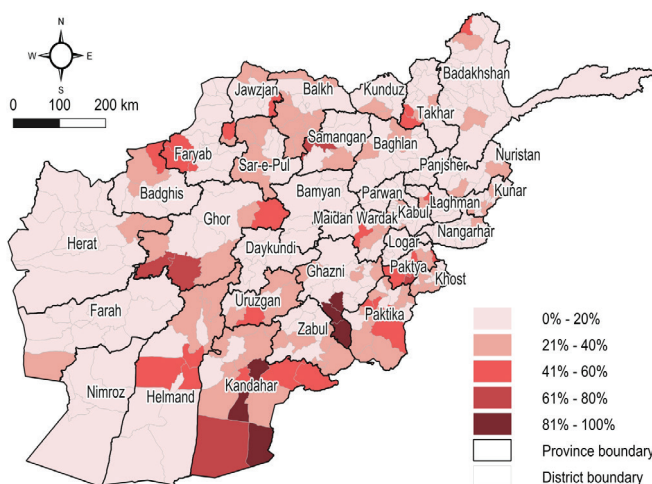 N
W E
S
0 100 200 km
Jawzjan
Balkh
Kunduz
Badakhshan
Takhar
Faryab
Samangan
Baghlan
Sar-e-Pul
Panjsher
Nuristan
Badghis
Bamyan
Parwan
Kunar
Laghman
Ghor
Maidan Wardak
Kabul
Herat
Nangarhar
Daykundi
Logar
Ghazni
Paktya
Khost
Farah
Uruzgan
Paktika
Zabul
Nimroz
Helmand
Kandahar
0% - 20%
21% - 40%
41% - 60%
61% - 80%
81% - 100%
Province boundary
District boundary